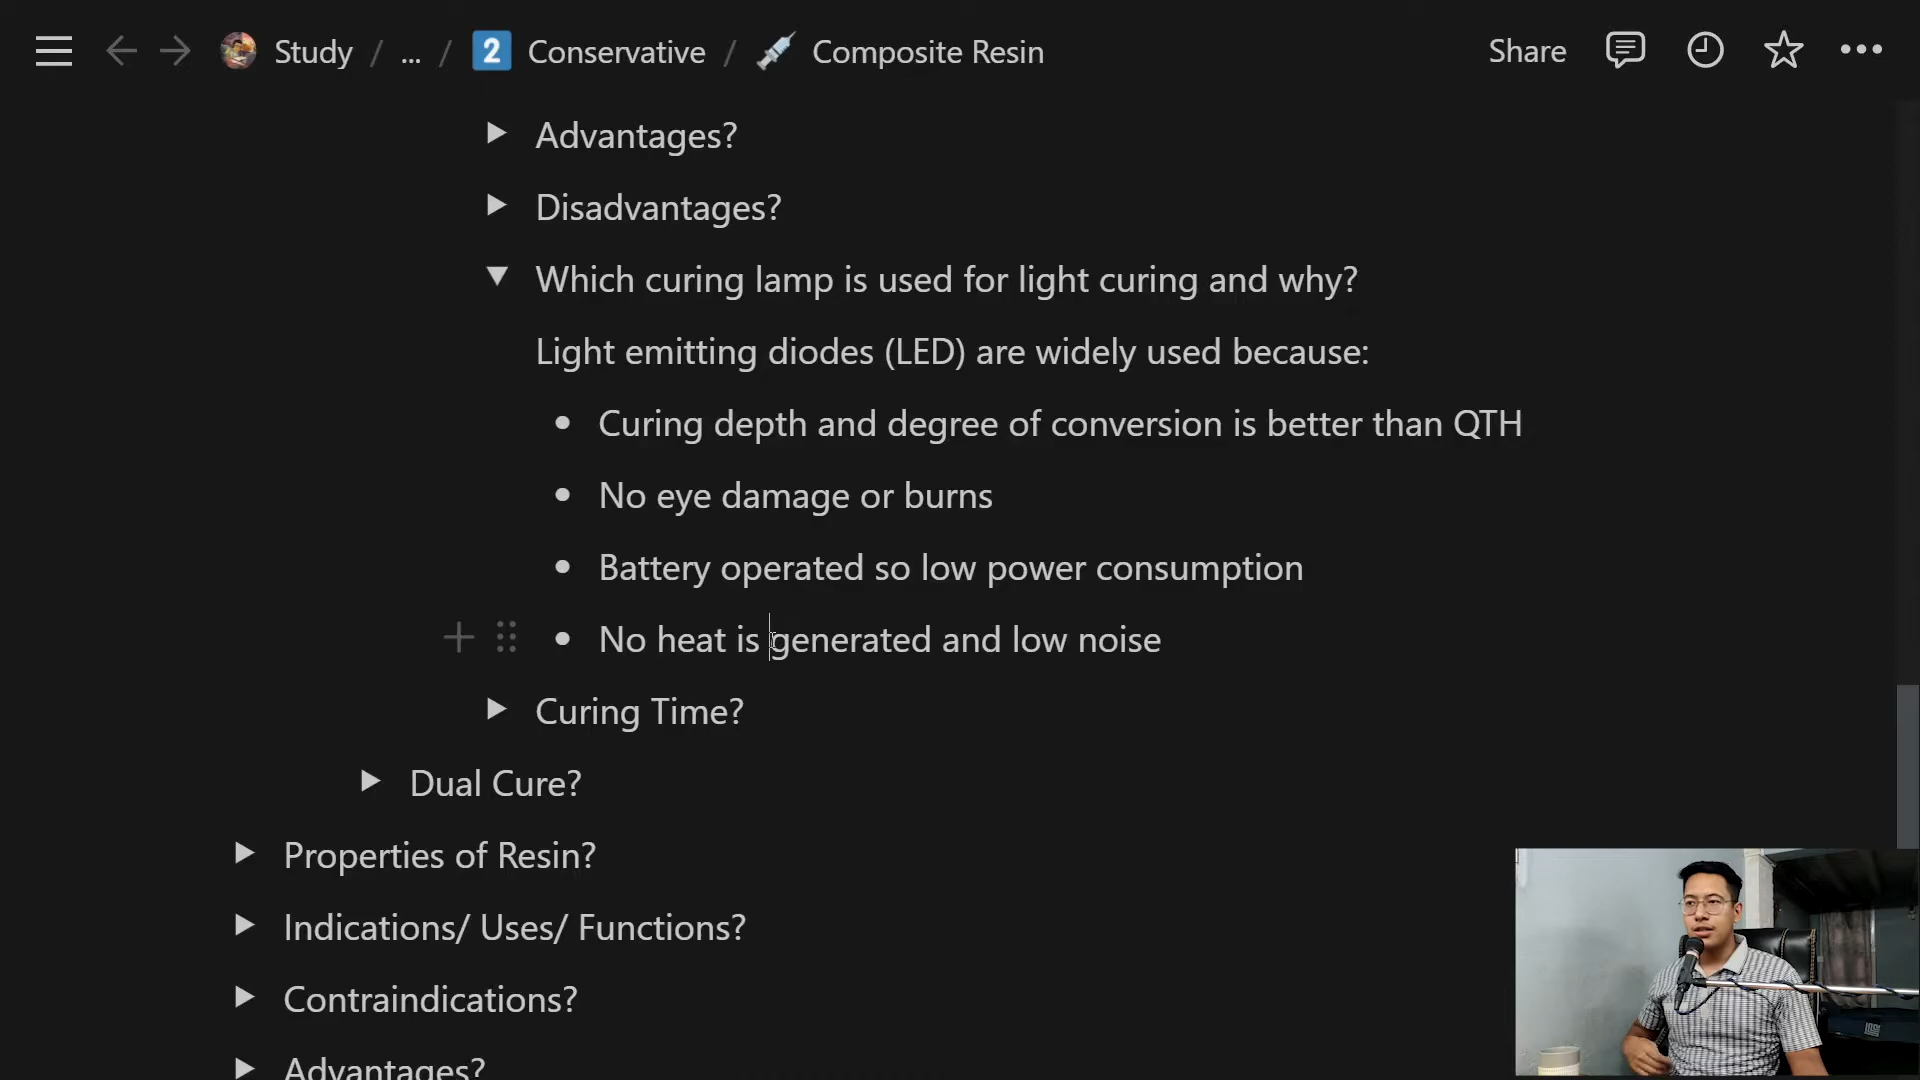 Study / ... / 2 Conservative / Composite Resin
Share
Advantages?
Disadvantages?
Which curing lamp is used for light curing and why?
Light emitting diodes (LED) are widely used because:
• Curing depth and degree of conversion is better than QTH
• No eye damage or burns
• Battery operated so low power consumption
• No heat is generated and low noise
Curing Time?
Dual Cure?
Properties of Resin?
Indications/ Uses/ Functions?
Contraindications?
Advantages?